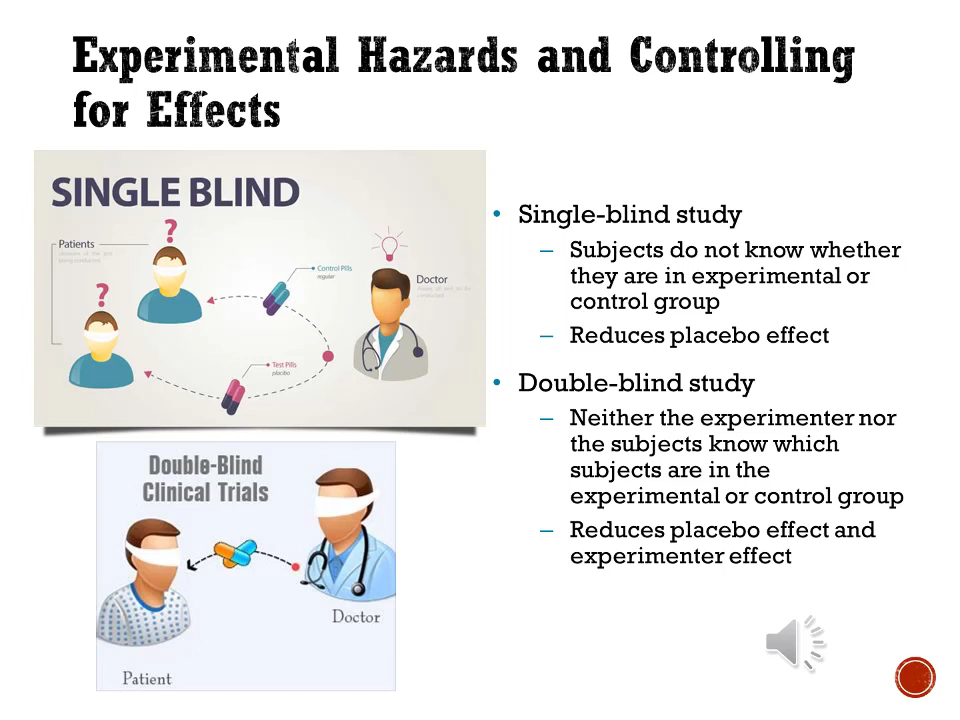 Experimental Hazards and Controlling
for Effects
SINGLE BLIND
Patients
?
?
Control Pills
regular
Doctor
Test Pills
placebo
Double-Blind
Clinical Trials
Doctor
Patient
• Single-blind study
– Subjects do not know whether
they are in experimental or
control group
– Reduces placebo effect
• Double-blind study
– Neither the experimenter nor
the subjects know which
subjects are in the
experimental or control group
– Reduces placebo effect and
experimenter effect